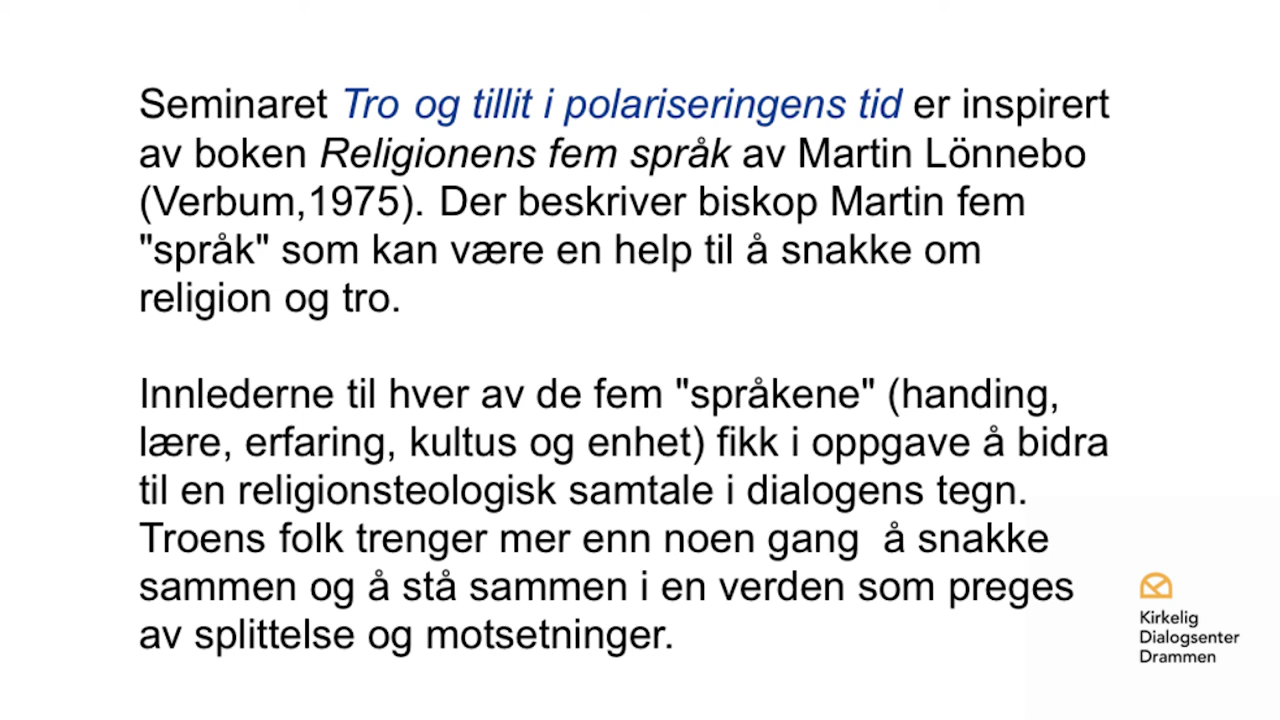 Seminaret Tro og tillit i polariseringens tid er inspirert
av boken Religionens fem språk av Martin Lönnebo
(Verbum,1975). Der beskriver biskop Martin fem
"språk" som kan være en help til å snakke om
religion og tro.
Innlederne til hver av de fem "språkene" (handing,
lære, erfaring, kultus og enhet) fikk i oppgave å bidra
til en religionsteologisk samtale i dialogens tegn.
Troens folk trenger mer enn noen gang  å snakke
sammen og å stå sammen i en verden som preges
av splittelse og motsetninger.
Kirkelig
Dialogsenter
Drammen